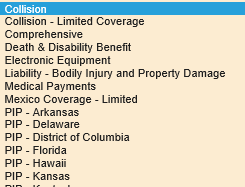 Collision
Collision - Limited Coverage
Comprehensive
Death & Disability Benefit
Electronic Equipment
Liability - Bodily Injury and Property Damage
Medical Payments
Mexico Coverage - Limited
PIP - Arkansas
PIP - Delaware
PIP - District of Columbia
PIP - Florida
PIP - Hawaii
PIP - Kansas